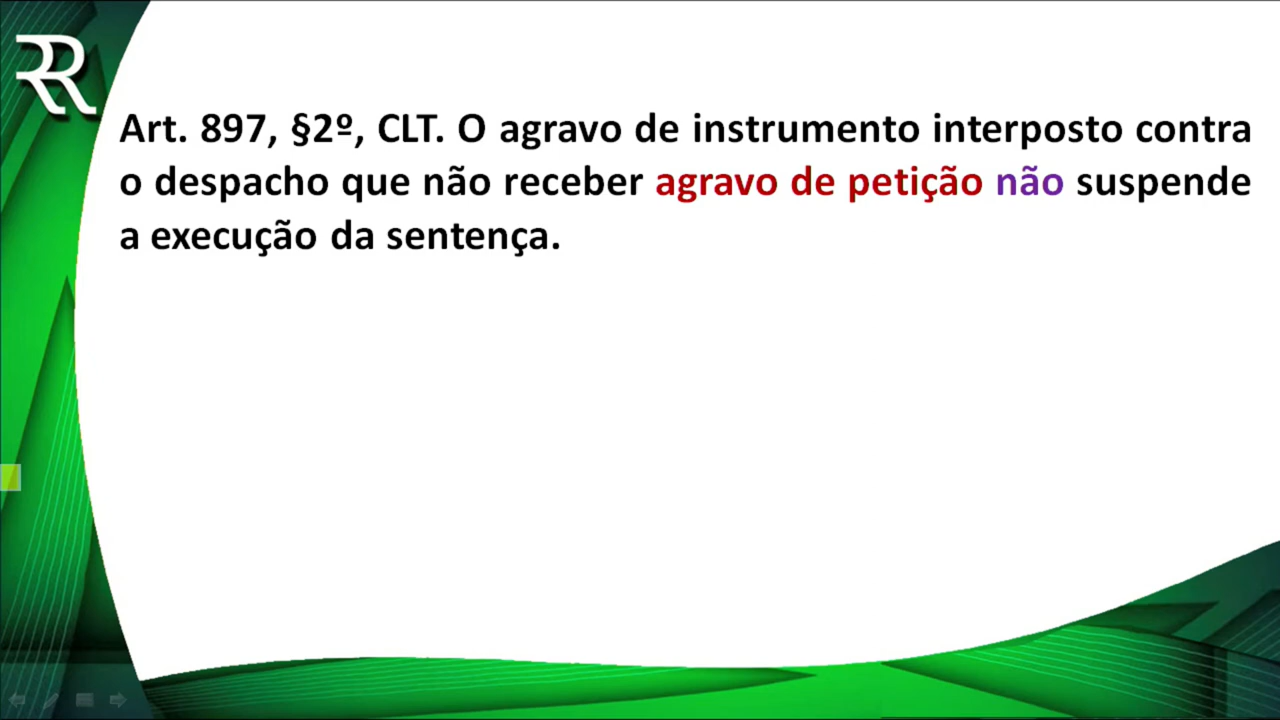 Art. 897, §2º, CLT. O agravo de instrumento interposto contra
o despacho que não receber agravo de petição não suspende
a execução da sentença.